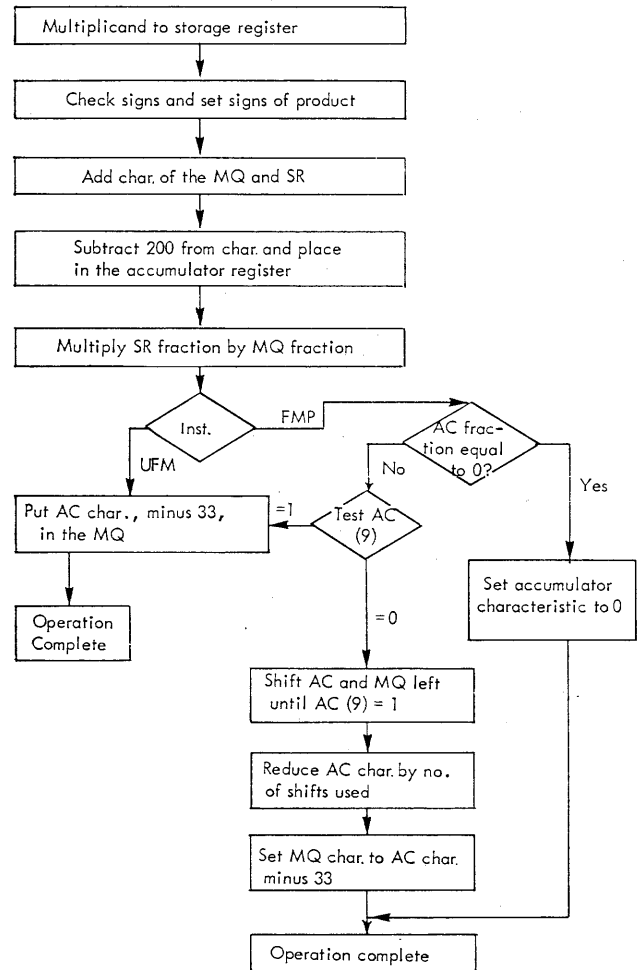 Multiplicand to storage register
Check signs and set signs of product
Add char. of the MQ and SR
Subtract 200 from char. and place
in the accumulator register
Multiply SR fraction by MQ fraction
Inst.
FMP
UFM
AC frac-
tion equal
to 0?
No
Yes
Put AC char., minus 33,
in the MQ
=1
Test AC
(9)
=0
Set accumulator
characteristic to 0
Operation
Complete
Shift AC and MQ left
until AC (9) = 1
Reduce AC char. by no.
of shifts used
Set MQ char. to AC char.
minus 33
Operation complete